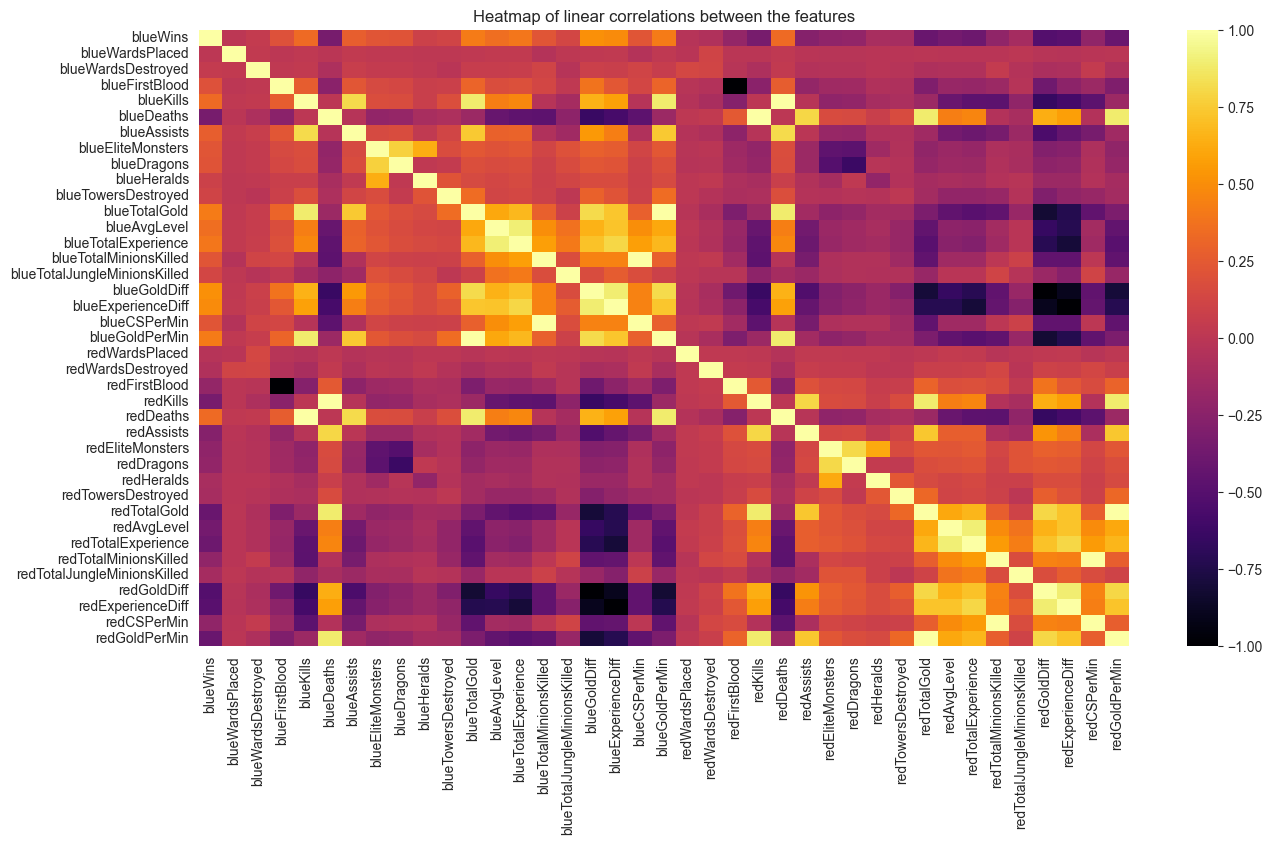 Heatmap of linear correlations between the features
blueWins
blueWardsPlaced
blueWardsDestroyed
blueFirstBlood
blueKills
blueDeaths
blueAssists
blueEliteMonsters
blueDragons
blueHeralds
blueTowersDestroyed
blueTotalGold
blueAvgLevel
blueTotalExperience
blueTotalMinionsKilled
blueTotalJungleMinionsKilled
blueGoldDiff
blueExperienceDiff
blueCSPerMin
blueGoldPerMin
redWardsPlaced
redWardsDestroyed
redFirstBlood
redKills
redDeaths
redAssists
redEliteMonsters
redDragons
redHeralds
redTowersDestroyed
redTotalGold
redAvgLevel
redTotalExperience
redTotalMinionsKilled
redTotalJungleMinionsKilled
redGoldDiff
redExperienceDiff
redCSPerMin
redGoldPerMin
blueWins
blueWardsPlaced
blueWardsDestroyed
blueFirstBlood
blueKills
blueDeaths
blueAssists
blueEliteMonsters
blueDragons
blueHeralds
blueTowersDestroyed
blueTotalGold
blueAvgLevel
blueTotalExperience
blueTotalMinionsKilled
blueTotalJungleMinionsKilled
blueGoldDiff
blueExperienceDiff
blueCSPerMin
blueGoldPerMin
redWardsPlaced
redWardsDestroyed
redFirstBlood
redKills
redDeaths
redAssists
redEliteMonsters
redDragons
redHeralds
redTowersDestroyed
redTotalGold
redAvgLevel
redTotalExperience
redTotalMinionsKilled
redTotalJungleMinionsKilled
redGoldDiff
redExperienceDiff
redCSPerMin
redGoldPerMin
1.00
0.75
0.50
0.25
0.00
−0.25
−0.50
−0.75
−1.00